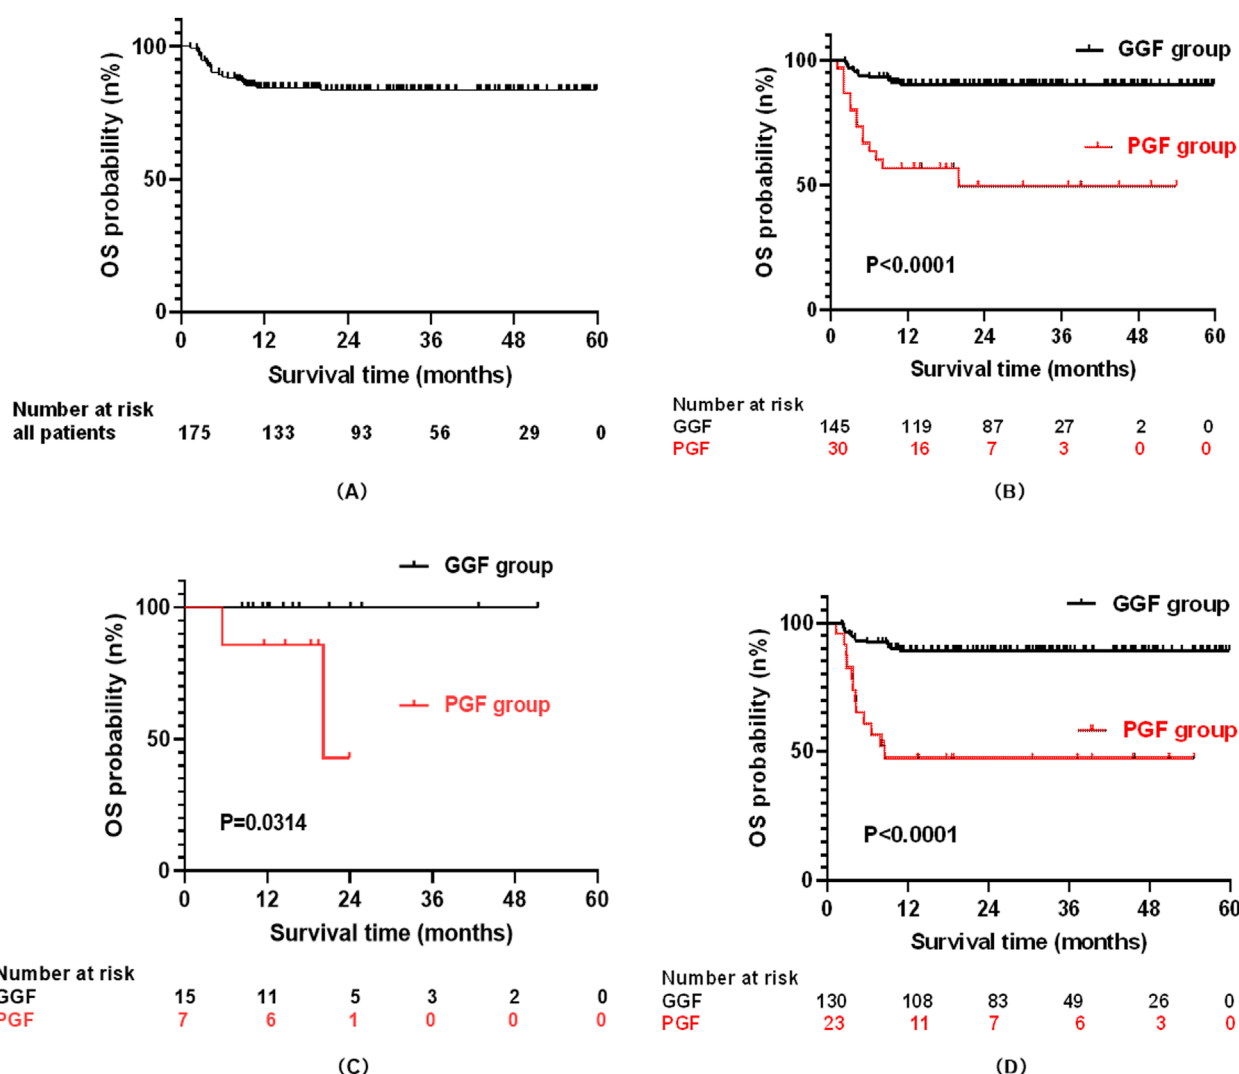 100
50
0
OS probability (n%)
0 12 24 36 48 60
Survival time (months)
Number at risk
all patients 175 133 93 56 29 0
(A)
GGF group
PGF group
100
50
0
OS probability (n%)
P<0.0001
0 12 24 36 48 60
Survival time (months)
Number at risk
GGF 145 119 87 27 2 0
PGF 30 16 7 3 0 0
(B)
GGF group
PGF group
100
50
0
OS probability (n%)
P=0.0314
0 12 24 36 48 60
Survival time (months)
Number at risk
GGF 15 11 5 3 2 0
PGF 7 6 1 0 0 0
(C)
GGF group
PGF group
100
50
0
OS probability (n%)
P<0.0001
0 12 24 36 48 60
Survival time (months)
Number at risk
GGF 130 108 83 49 26 0
PGF 23 11 7 6 3 0
(D)